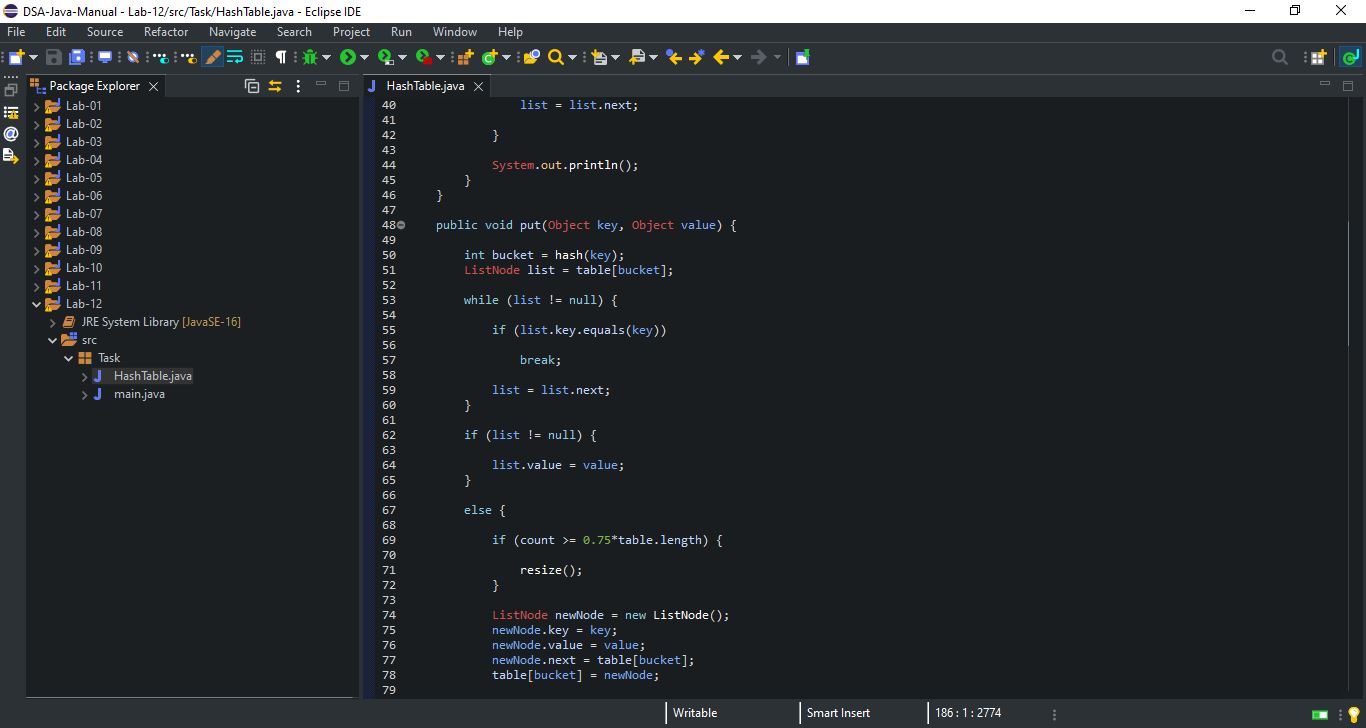 DSA-Java-Manual - Lab-12/src/Task/HashTable.java - Eclipse IDE
File Edit Source Refactor Navigate Search Project Run Window Help
Package Explorer
Lab-01
Lab-02
Lab-03
Lab-04
Lab-05
Lab-06
Lab-07
Lab-08
Lab-09
Lab-10
Lab-11
Lab-12
JRE System Library [JavaSE-16]
src
Task
HashTable.java
main.java
HashTable.java
40 list = list.next;
41
42 }
43
44 System.out.println();
45 }
46 }
47
48 public void put(Object key, Object value) {
49
50 int bucket = hash(key);
51 ListNode list = table[bucket];
52
53 while (list != null) {
54
55 if (list.key.equals(key))
56
57 break;
58
59 list = list.next;
60 }
61
62 if (list != null) {
63
64 list.value = value;
65 }
66
67 else {
68
69 if (count >= 0.75*table.length) {
70
71 resize();
72 }
73
74 ListNode newNode = new ListNode();
75 newNode.key = key;
76 newNode.value = value;
77 newNode.next = table[bucket];
78 table[bucket] = newNode;
79
Writable Smart Insert 186 : 1 : 2774